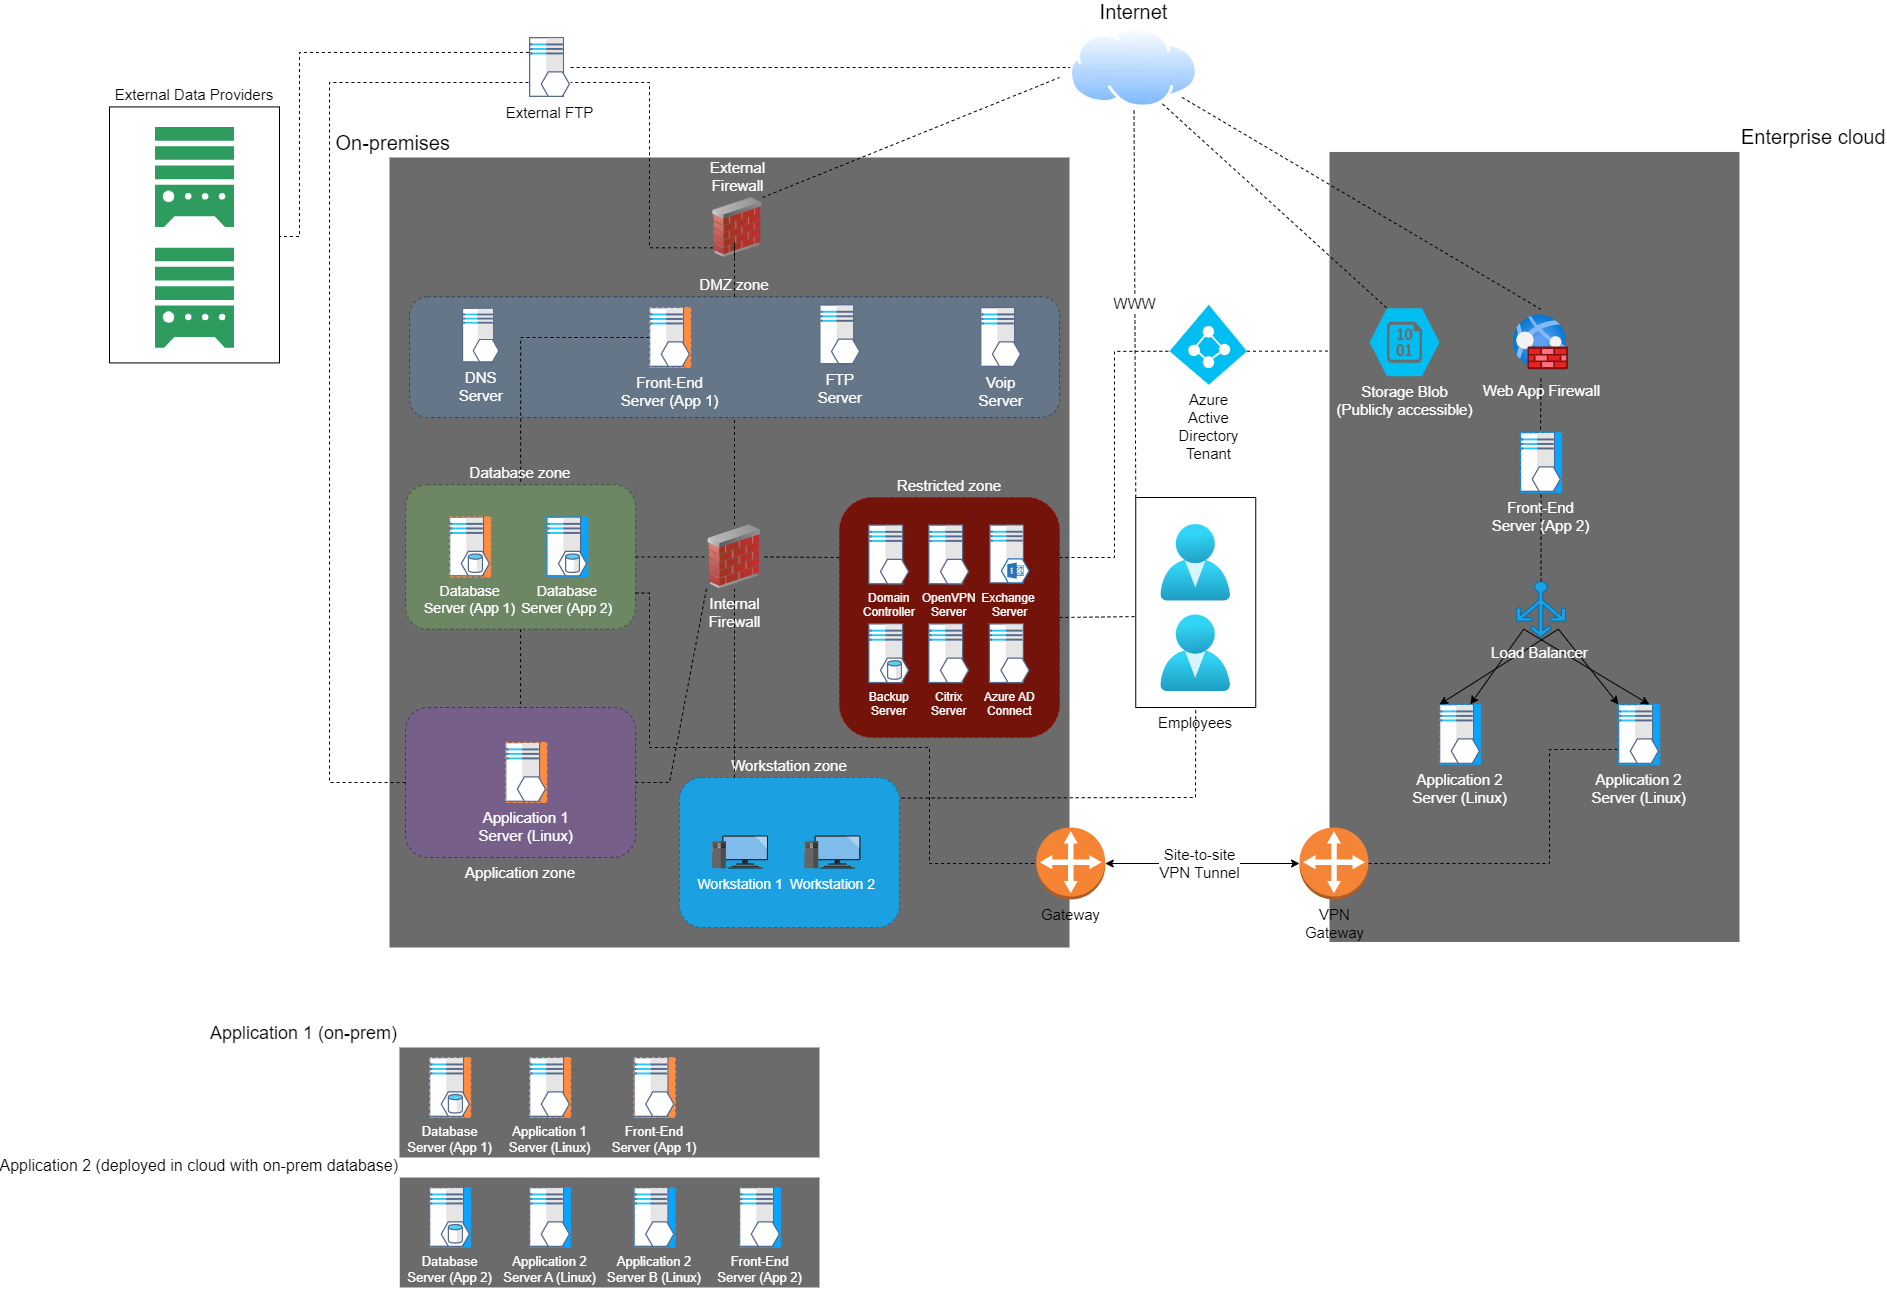 Internet
External Data Providers
External FTP
On-premises
Enterprise cloud
External
Firewall
DMZ zone
DNS
Server
Front-End
Server (App 1)
FTP
Server
Voip
Server
WWW
Azure
Active
Directory
Tenant
10
01
Storage Blob
(Publicly accessible)
Web App Firewall
Front-End
Server (App 2)
Database zone
Database
Server (App 1)
Database
Server (App 2)
Internal
Firewall
Restricted zone
Domain
Controller
OpenVPN
Server
Exchange
Server
Backup
Server
Citrix
Server
Azure AD
Connect
Employees
Load Balancer
Application 2
Server (Linux)
Application 2
Server (Linux)
Application 1
Server (Linux)
Application zone
Workstation zone
Workstation 1
Workstation 2
Gateway
Site-to-site
VPN Tunnel
VPN
Gateway
Application 1 (on-prem)
Database
Server (App 1)
Application 1
Server (Linux)
Front-End
Server (App 1)
Application 2 (deployed in cloud with on-prem database)
Database
Server (App 2)
Application 2
Server A (Linux)
Application 2
Server B (Linux)
Front-End
Server (App 2)